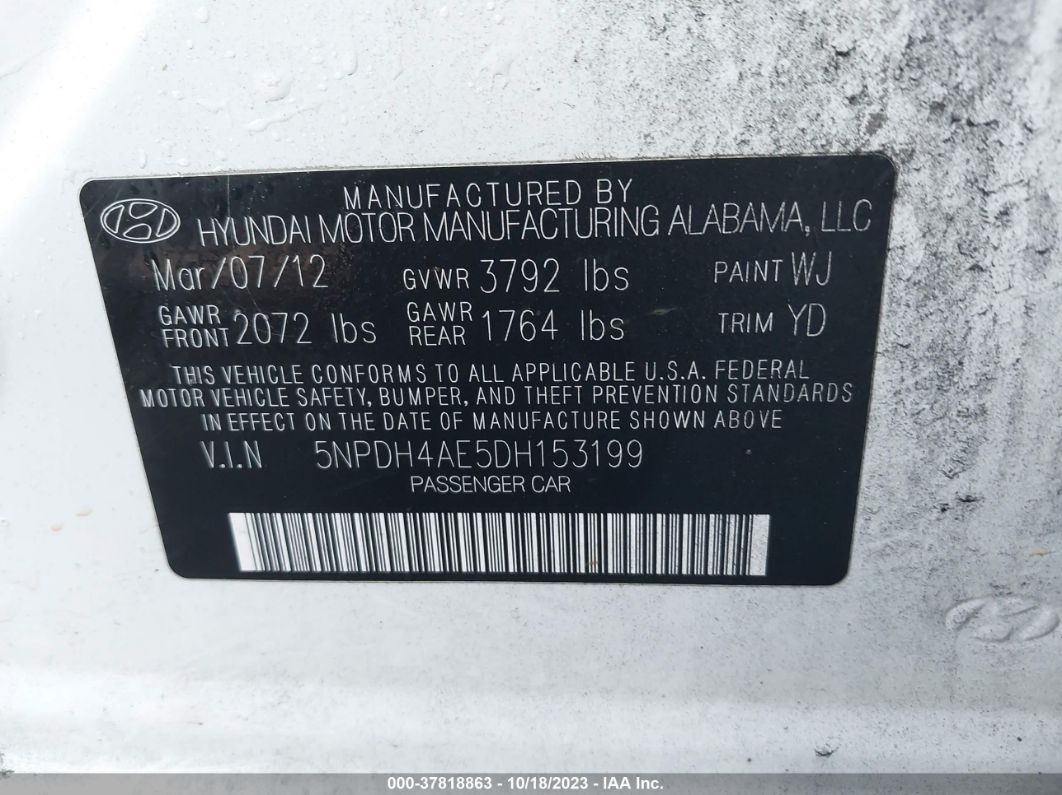 MANUFACTURED BY
HYUNDAI MOTOR MANUFACTURING ALABAMA, LLC
Mar/07/12 GVWR 3792 lbs PAINT WJ
GAWR FRONT 2072 lbs GAWR REAR 1764 lbs TRIM YD
THIS VEHICLE CONFORMS TO ALL APPLICABLE U.S.A. FEDERAL
MOTOR VEHICLE SAFETY, BUMPER, AND THEFT PREVENTION STANDARDS
IN EFFECT ON THE DATE OF MANUFACTURE SHOWN ABOVE
V.I.N 5NPDH4AE5DH153199
PASSENGER CAR
000-37818863 - 10/18/2023 - IAA Inc.